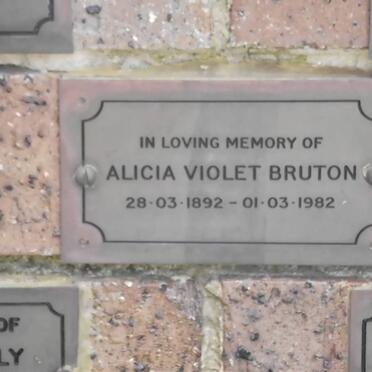 IN LOVING MEMORY OF
ALICIA VIOLET BRUTON
28·03·1892 – 01·03·1982
OF
LY